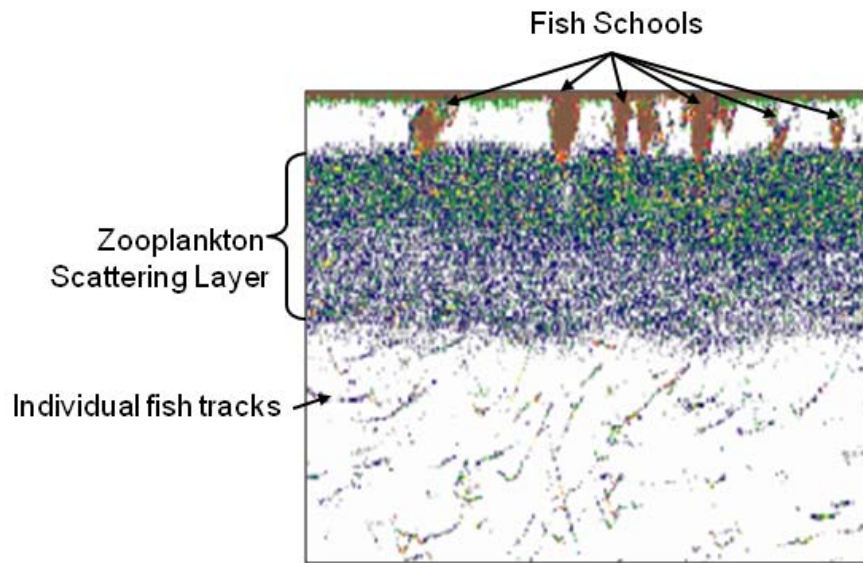 Fish Schools
Zooplankton
Scattering Layer
Individual fish tracks